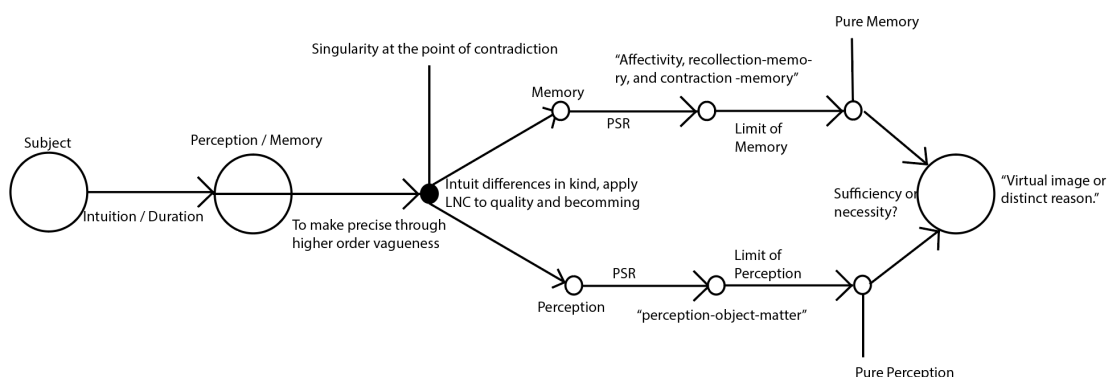 Pure Memory
Singularity at the point of contradiction
“Affectivity, recollection-memo-
ry, and contraction -memory”
Memory
PSR
Limit of
Memory
Subject
Perception / Memory
Intuition / Duration
Intuit differences in kind, apply
LNC to quality and becomming
To make precise through
higher order vagueness
Sufficiency or
necessity?
“Virtual image or
distinct reason.”
Perception
PSR
Limit of
Perception
“perception-object-matter”
Pure Perception